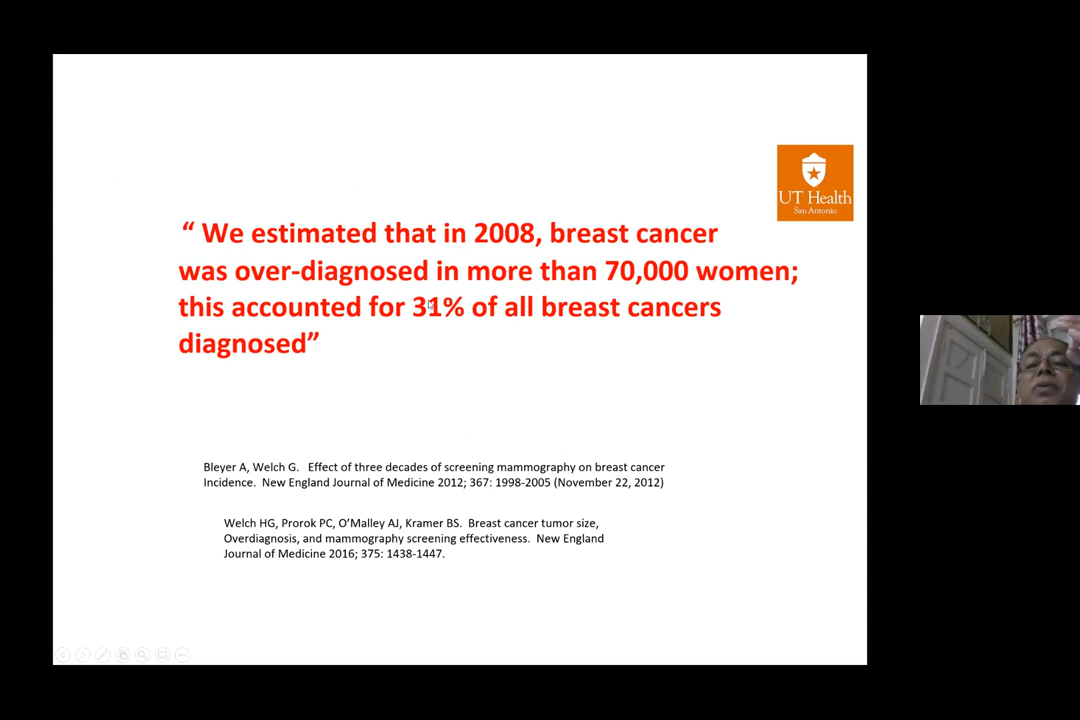 UT Health
San Antonio
“ We estimated that in 2008, breast cancer
was over-diagnosed in more than 70,000 women;
this accounted for 31% of all breast cancers
diagnosed”
Bleyer A, Welch G. Effect of three decades of screening mammography on breast cancer
Incidence. New England Journal of Medicine 2012; 367: 1998-2005 (November 22, 2012)
Welch HG, Prorok PC, O’Malley AJ, Kramer BS. Breast cancer tumor size,
Overdiagnosis, and mammography screening effectiveness. New England
Journal of Medicine 2016; 375: 1438-1447.